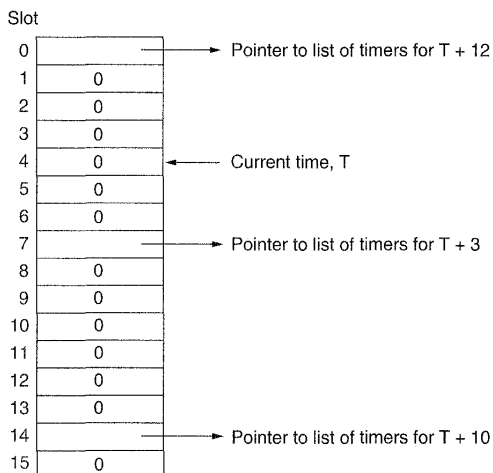 Slot
0 Pointer to list of timers for T + 12
1 0
2 0
3 0
4 0 Current time, T
5 0
6 0
7 Pointer to list of timers for T + 3
8 0
9 0
10 0
11 0
12 0
13 0
14 Pointer to list of timers for T + 10
15 0